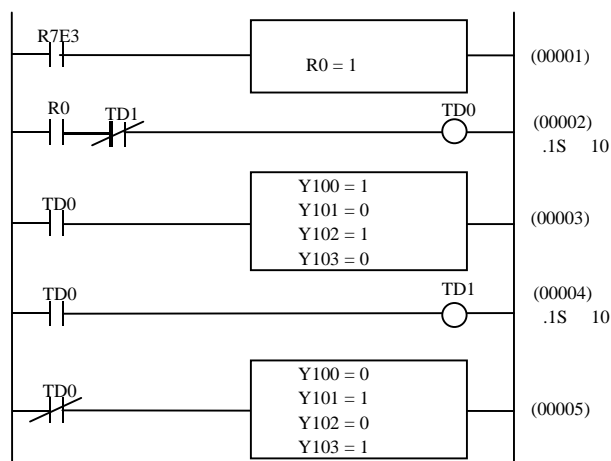 R7E3
R0 = 1
(00001)
R0
TD1
TD0
(00002)
.1S 10
TD0
Y100 = 1
Y101 = 0
Y102 = 1
Y103 = 0
(00003)
TD0
TD1
(00004)
.1S 10
TD0
Y100 = 0
Y101 = 1
Y102 = 0
Y103 = 1
(00005)